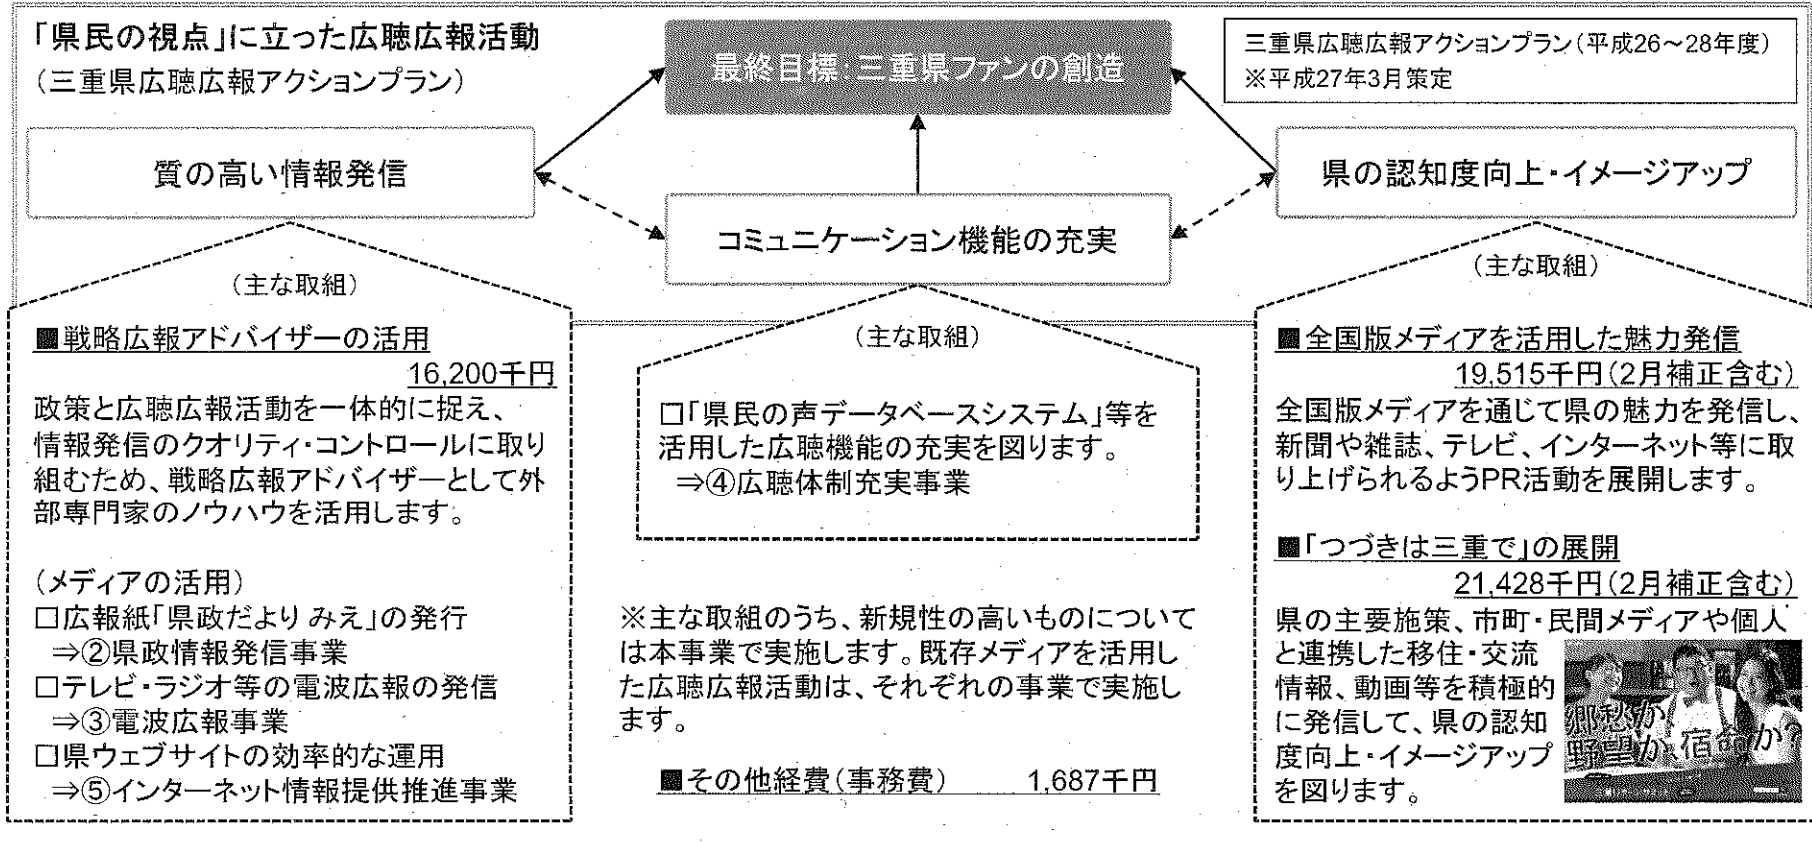 「県民の視点」に立った広聴広報活動
（三重県広聴広報アクションプラン）
最終目標：三重県ファンの創造
三重県広聴広報アクションプラン（平成26～28年度）
※平成27年3月策定
質の高い情報発信
コミュニケーション機能の充実
県の認知度向上・イメージアップ
（主な取組）
■戦略広報アドバイザーの活用
16,200千円
政策と広聴広報活動を一体的に捉え、
情報発信のクオリティ・コントロールに取り
組むため、戦略広報アドバイザーとして外
部専門家のノウハウを活用します。
（メディアの活用）
□広報紙「県政だより みえ」の発行
⇒②県政情報発信事業
□テレビ・ラジオ等の電波広報の発信
⇒③電波広報事業
□県ウェブサイトの効率的な運用
⇒⑤インターネット情報提供推進事業
（主な取組）
□「県民の声データベースシステム」等を
活用した広聴機能の充実を図ります。
⇒④広聴体制充実事業
※主な取組のうち、新規性の高いものについて
は本事業で実施します。既存メディアを活用し
た広聴広報活動は、それぞれの事業で実施し
ます。
■その他経費（事務費） 1,687千円
（主な取組）
■全国版メディアを活用した魅力発信
19,515千円（2月補正含む）
全国版メディアを通じて県の魅力を発信し、
新聞や雑誌、テレビ、インターネット等に取
り上げられるようPR活動を展開します。
■「つづきは三重で」の展開
21,428千円（2月補正含む）
県の主要施策、市町・民間メディアや個人
と連携した移住・交流
情報、動画等を積極的
に発信して、県の認知
度向上・イメージアップ
を図ります。
郷愁か、
野望か、宿命か